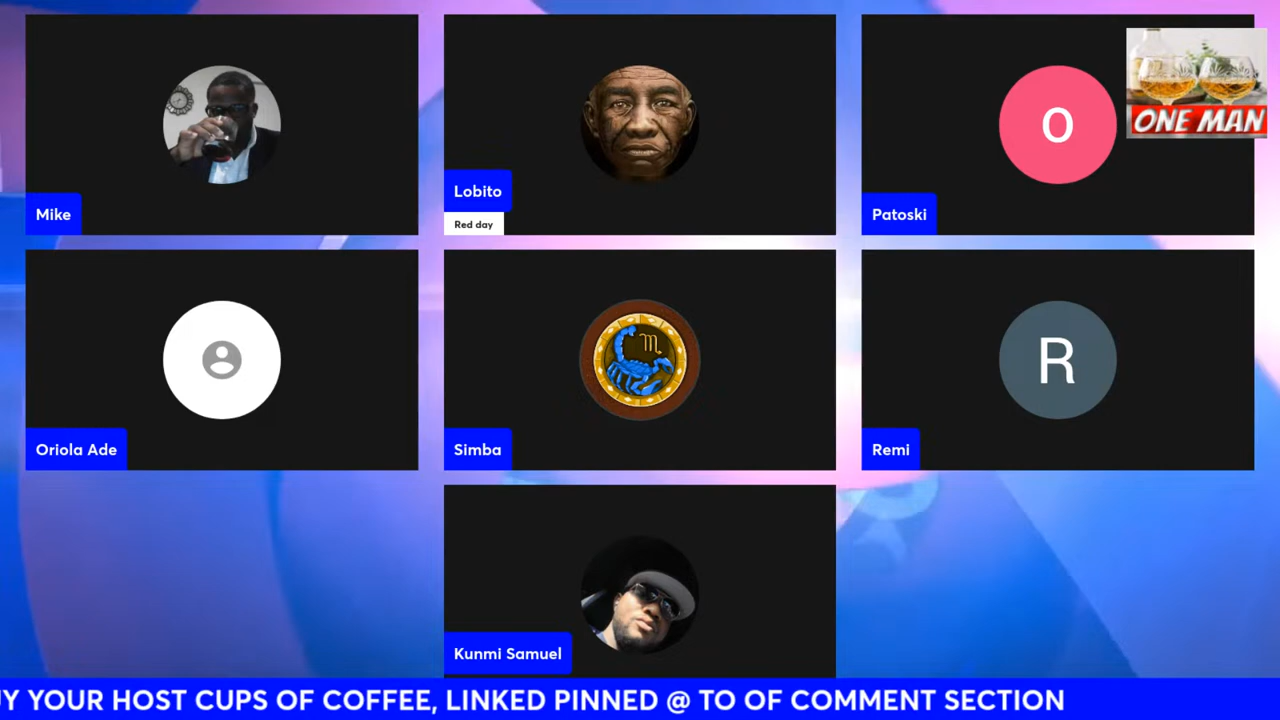 ONE MAN
O
Mike
Lobito
Red day
Patoski
R
Oriola Ade
Simba
Remi
Kunmi Samuel
YOUR HOST CUPS OF COFFEE, LINKED PINNED @ TO OF COMMENT SECTION